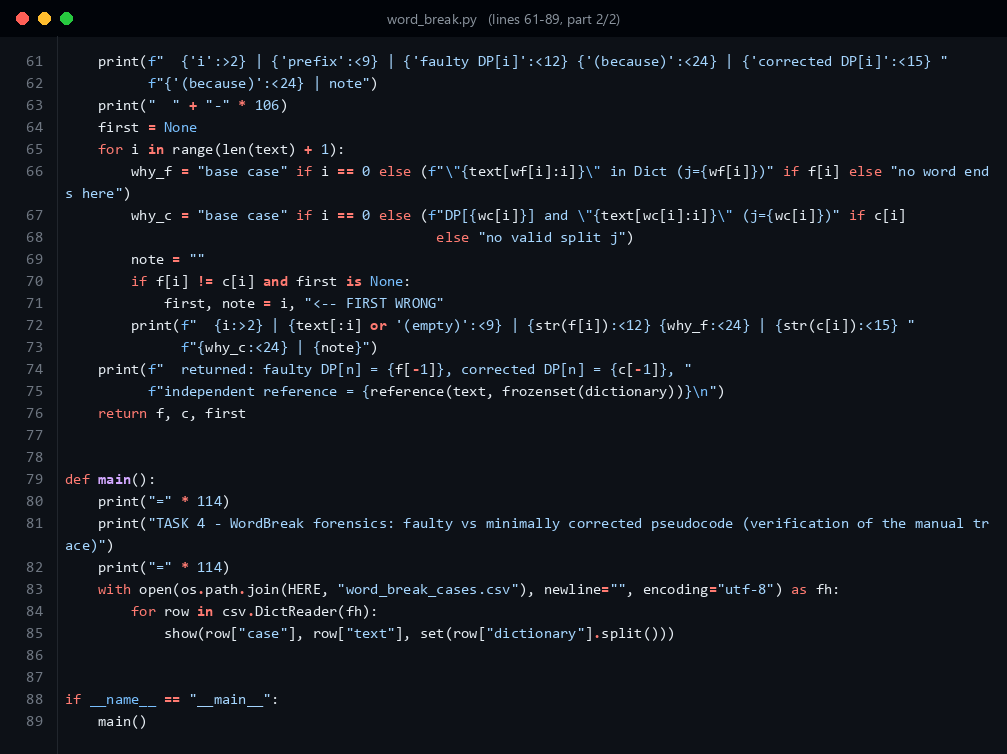 word_break.py   (lines 61-89, part 2/2)
61     print(f"  {'i':>2} | {'prefix':<9} | {'faulty DP[i]':<12} {'(because)':<24} | {'corrected DP[i]':<15} "
62           f"{'(because)':<24} | note")
63     print("  " + "-" * 106)
64     first = None
65     for i in range(len(text) + 1):
66         why_f = "base case" if i == 0 else (f"\"{text[wf[i]:i]}\" in Dict (j={wf[i]})" if f[i] else "no word end
s here")
67         why_c = "base case" if i == 0 else (f"DP[{wc[i]}] and \"{text[wc[i]:i]}\" (j={wc[i]})" if c[i]
68                                              else "no valid split j")
69         note = ""
70         if f[i] != c[i] and first is None:
71             first, note = i, "<-- FIRST WRONG"
72         print(f"  {i:>2} | {text[:i] or '(empty)':<9} | {str(f[i]):<12} {why_f:<24} | {str(c[i]):<15} "
73               f"{why_c:<24} | {note}")
74     print(f"  returned: faulty DP[n] = {f[-1]}, corrected DP[n] = {c[-1]}, "
75           f"independent reference = {reference(text, frozenset(dictionary))}\n")
76     return f, c, first
77
78
79 def main():
80     print("=" * 114)
81     print("TASK 4 - WordBreak forensics: faulty vs minimally corrected pseudocode (verification of the manual tr
ace)")
82     print("=" * 114)
83     with open(os.path.join(HERE, "word_break_cases.csv"), newline="", encoding="utf-8") as fh:
84         for row in csv.DictReader(fh):
85             show(row["case"], row["text"], set(row["dictionary"].split()))
86
87
88 if __name__ == "__main__":
89     main()